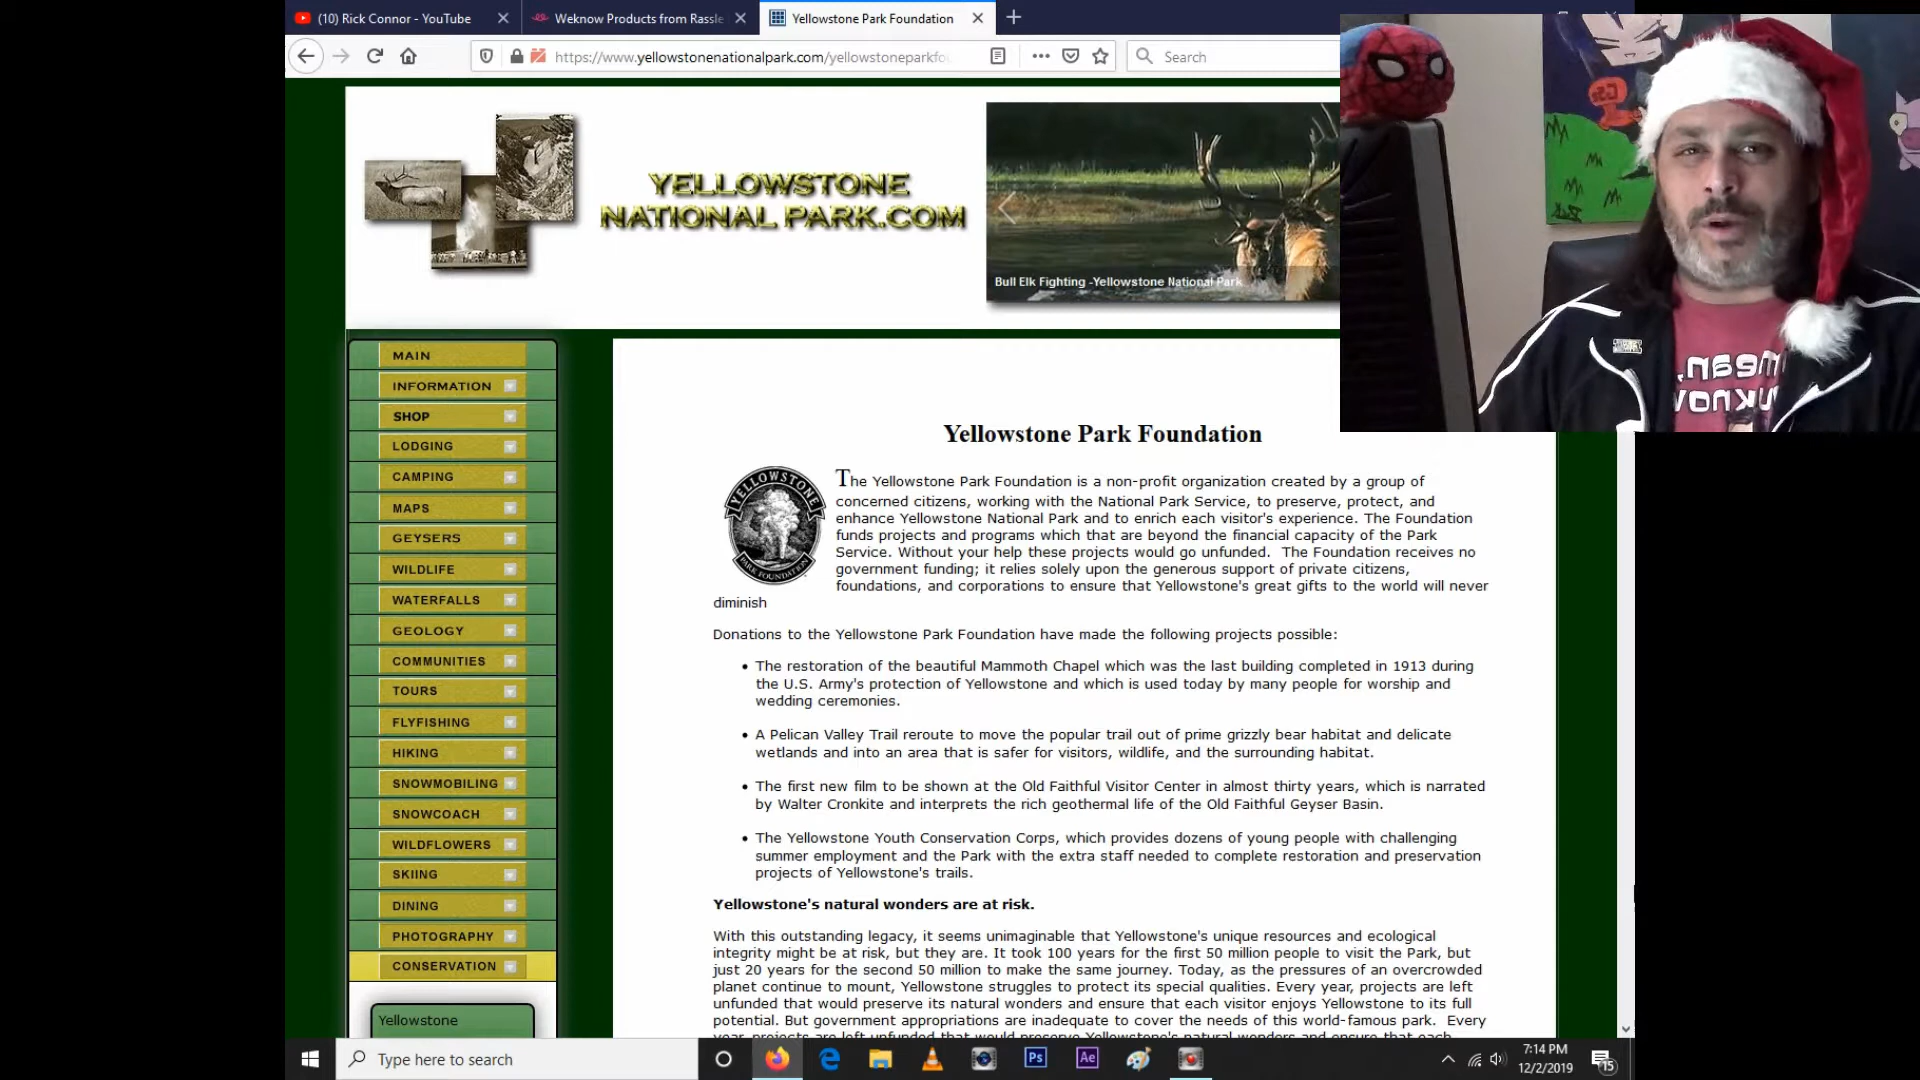 (10) Rick Connor - YouTube
Weknow Products from Rassle
Yellowstone Park Foundation
https://www.yellowstonenationalpark.com/yellowstoneparkfou
Search
YELLOWSTONE
NATIONAL PARK.COM
Bull Elk Fighting -Yellowstone National Park
MAIN
INFORMATION
SHOP
LODGING
CAMPING
MAPS
GEYSERS
WILDLIFE
WATERFALLS
GEOLOGY
COMMUNITIES
TOURS
FLYFISHING
HIKING
SNOWMOBILING
SNOWCOACH
WILDFLOWERS
SKIING
DINING
PHOTOGRAPHY
CONSERVATION
Yellowstone
Yellowstone Park Foundation
YELLOWSTONE
PARK FOUNDATION
The Yellowstone Park Foundation is a non-profit organization created by a group of
concerned citizens, working with the National Park Service, to preserve, protect, and
enhance Yellowstone National Park and to enrich each visitor's experience. The Foundation
funds projects and programs which that are beyond the financial capacity of the Park
Service. Without your help these projects would go unfunded. The Foundation receives no
government funding; it relies solely upon the generous support of private citizens,
foundations, and corporations to ensure that Yellowstone's great gifts to the world will never
diminish
Donations to the Yellowstone Park Foundation have made the following projects possible:
• The restoration of the beautiful Mammoth Chapel which was the last building completed in 1913 during
the U.S. Army's protection of Yellowstone and which is used today by many people for worship and
wedding ceremonies.
• A Pelican Valley Trail reroute to move the popular trail out of prime grizzly bear habitat and delicate
wetlands and into an area that is safer for visitors, wildlife, and the surrounding habitat.
• The first new film to be shown at the Old Faithful Visitor Center in almost thirty years, which is narrated
by Walter Cronkite and interprets the rich geothermal life of the Old Faithful Geyser Basin.
• The Yellowstone Youth Conservation Corps, which provides dozens of young people with challenging
summer employment and the Park with the extra staff needed to complete restoration and preservation
projects of Yellowstone's trails.
Yellowstone's natural wonders are at risk.
With this outstanding legacy, it seems unimaginable that Yellowstone's unique resources and ecological
integrity might be at risk, but they are. It took 100 years for the first 50 million people to visit the Park, but
just 20 years for the second 50 million to make the same journey. Today, as the pressures of an overcrowded
planet continue to mount, Yellowstone struggles to protect its special qualities. Every year, projects are left
unfunded that would preserve its natural wonders and ensure that each visitor enjoys Yellowstone to its full
potential. But government appropriations are inadequate to cover the needs of this world-famous park. Every
year, projects are left unfunded that would preserve Yellowstone's natural wonders and ensure that each
Type here to search
Ps
Ae
7:14 PM
12/2/2019
15